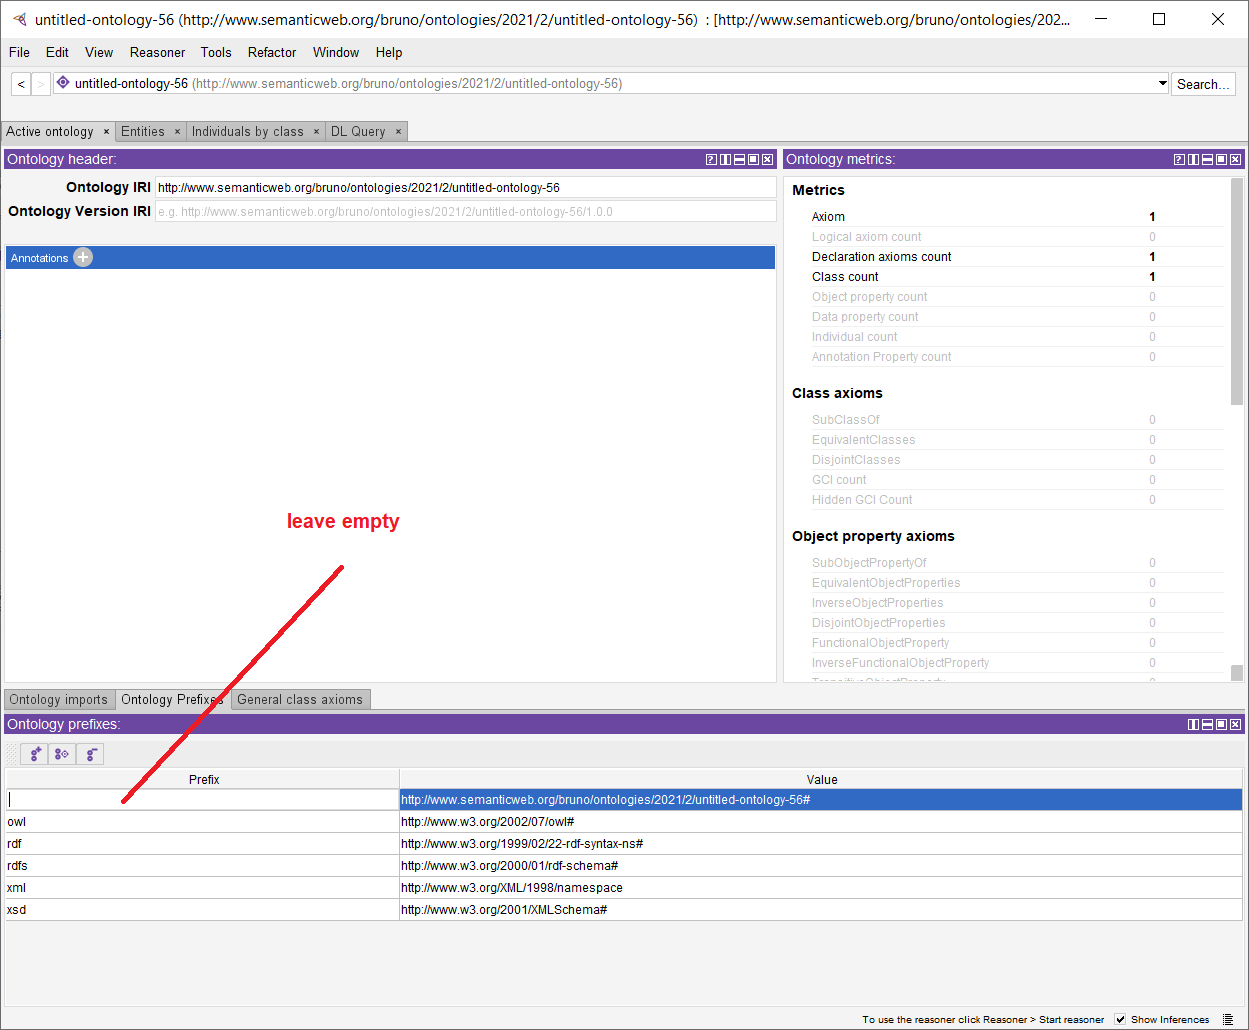 untitled-ontology-56 (http://www.semanticweb.org/bruno/ontologies/2021/2/untitled-ontology-56) : [http://www.semanticweb.org/bruno/ontologies/202...
File Edit View Reasoner Tools Refactor Window Help
< > untitled-ontology-56 (http://www.semanticweb.org/bruno/ontologies/2021/2/untitled-ontology-56) Search...
Active ontology × Entities × Individuals by class × DL Query ×
Ontology header:
Ontology IRI http://www.semanticweb.org/bruno/ontologies/2021/2/untitled-ontology-56
Ontology Version IRI e.g. http://www.semanticweb.org/bruno/ontologies/2021/2/untitled-ontology-56/1.0.0
Annotations +
leave empty
Ontology metrics:
Metrics
Axiom 1
Logical axiom count 0
Declaration axioms count 1
Class count 1
Object property count 0
Data property count 0
Individual count 0
Annotation Property count 0
Class axioms
SubClassOf 0
EquivalentClasses 0
DisjointClasses 0
GCI count 0
Hidden GCI Count 0
Object property axioms
SubObjectPropertyOf 0
EquivalentObjectProperties 0
InverseObjectProperties 0
DisjointObjectProperties 0
FunctionalObjectProperty 0
InverseFunctionalObjectProperty 0
Ontology imports Ontology Prefixes General class axioms
Ontology prefixes:
Prefix Value
http://www.semanticweb.org/bruno/ontologies/2021/2/untitled-ontology-56#
owl http://www.w3.org/2002/07/owl#
rdf http://www.w3.org/1999/02/22-rdf-syntax-ns#
rdfs http://www.w3.org/2000/01/rdf-schema#
xml http://www.w3.org/XML/1998/namespace
xsd http://www.w3.org/2001/XMLSchema#
To use the reasoner click Reasoner > Start reasoner Show Inferences